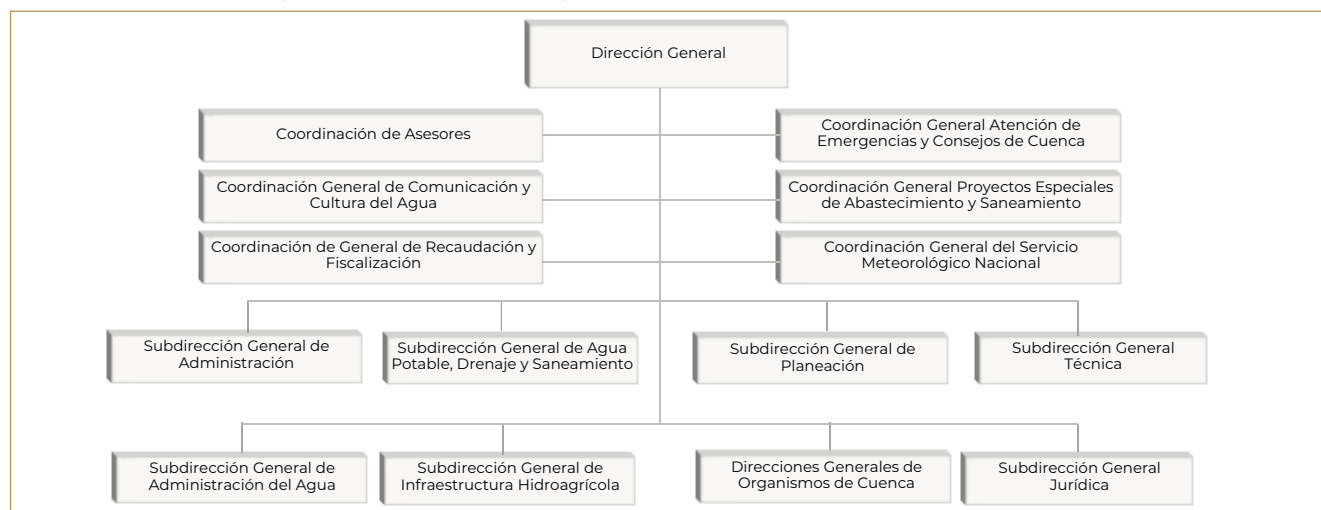 Dirección General
Coordinación de Asesores
Coordinación General Atención de
Emergencias y Consejos de Cuenca
Coordinación General de Comunicación y
Cultura del Agua
Coordinación General Proyectos Especiales
de Abastecimiento y Saneamiento
Coordinación de General de Recaudación y
Fiscalización
Coordinación General del Servicio
Meteorológico Nacional
Subdirección General de
Administración
Subdirección General de Agua
Potable, Drenaje y Saneamiento
Subdirección General de
Planeación
Subdirección General
Técnica
Subdirección General de
Administración del Agua
Subdirección General de
Infraestructura Hidroagrícola
Direcciones Generales de
Organismos de Cuenca
Subdirección General
Jurídica